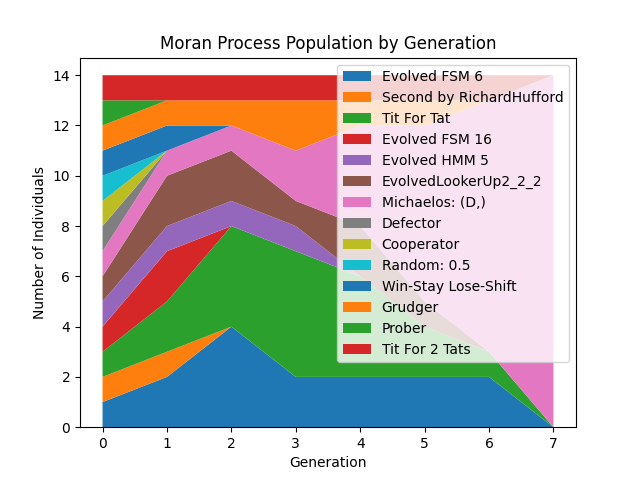 Moran Process Population by Generation
Number of Individuals
14
12
10
8
6
4
2
0
Evolved FSM 6
Second by RichardHufford
Tit For Tat
Evolved FSM 16
Evolved HMM 5
EvolvedLookerUp2_2_2
Michaelos: (D,)
Defector
Cooperator
Random: 0.5
Win-Stay Lose-Shift
Grudger
Prober
Tit For 2 Tats
0 1 2 3 4 5 6 7
Generation